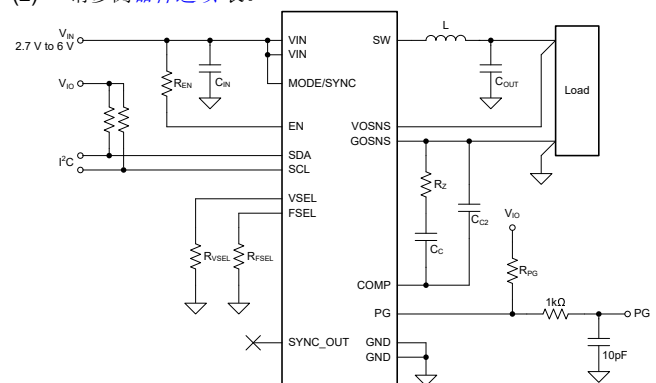 V_IN
2.7 V to 6 V
VIN
VIN
R_EN
C_IN
V_IO
MODE/SYNC
EN
I²C
SDA
SCL
VSEL
FSEL
R_VSEL
R_FSEL
SYNC_OUT
SW
L
C_OUT
Load
VOSNS
GOSNS
R_Z
C_C2
C_C
V_IO
R_PG
COMP
PG
1kΩ
PG
10pF
GND
GND